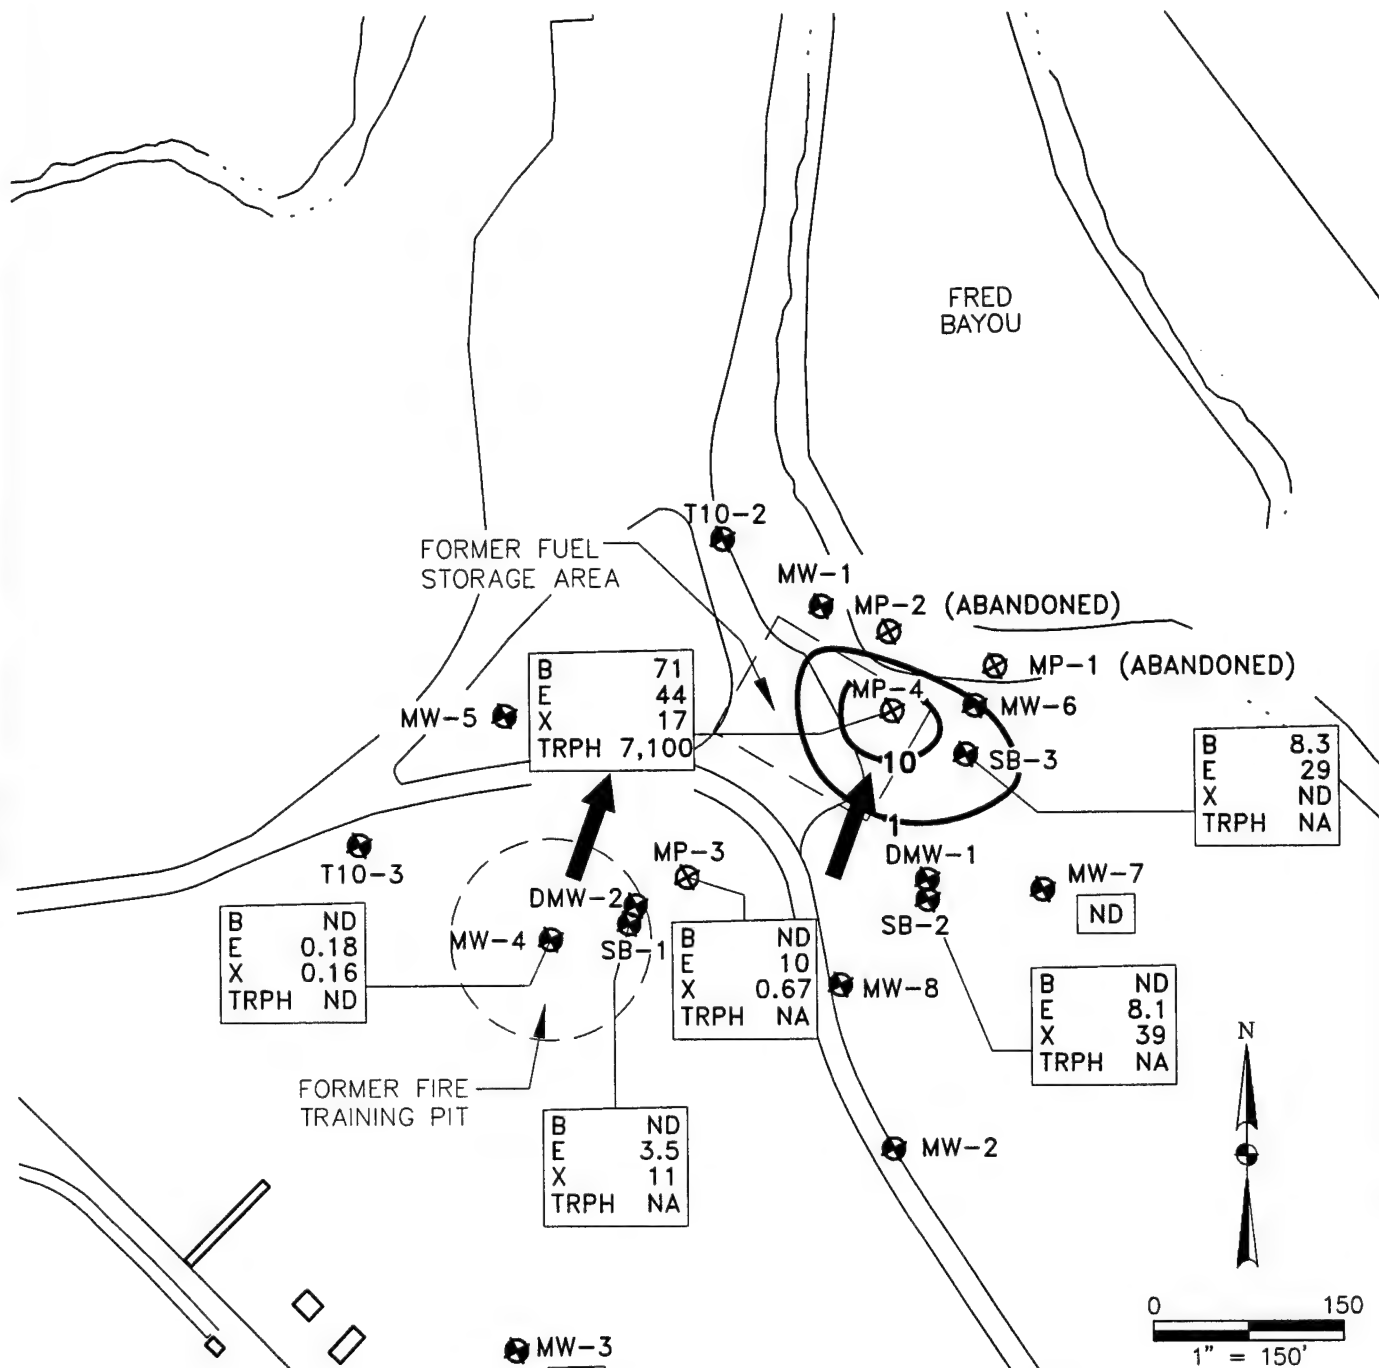 FRED
BAYOU
T10-2
FORMER FUEL
STORAGE AREA
MW-1
MP-2 (ABANDONED)
MP-1 (ABANDONED)
B 71
E 44
X 17
TRPH 7,100
MP-4
MW-6
MW-5
10
SB-3
B 8.3
E 29
X ND
TRPH NA
1
T10-3
MP-3
DMW-1
SB-2
MW-7
ND
DMW-2
SB-1
MW-4
B ND
E 0.18
X 0.16
TRPH ND
B ND
E 10
X 0.67
TRPH NA
MW-8
B ND
E 8.1
X 39
TRPH NA
N
FORMER FIRE
TRAINING PIT
B ND
E 3.5
X 11
TRPH NA
MW-2
0 150
1" = 150'
MW-3